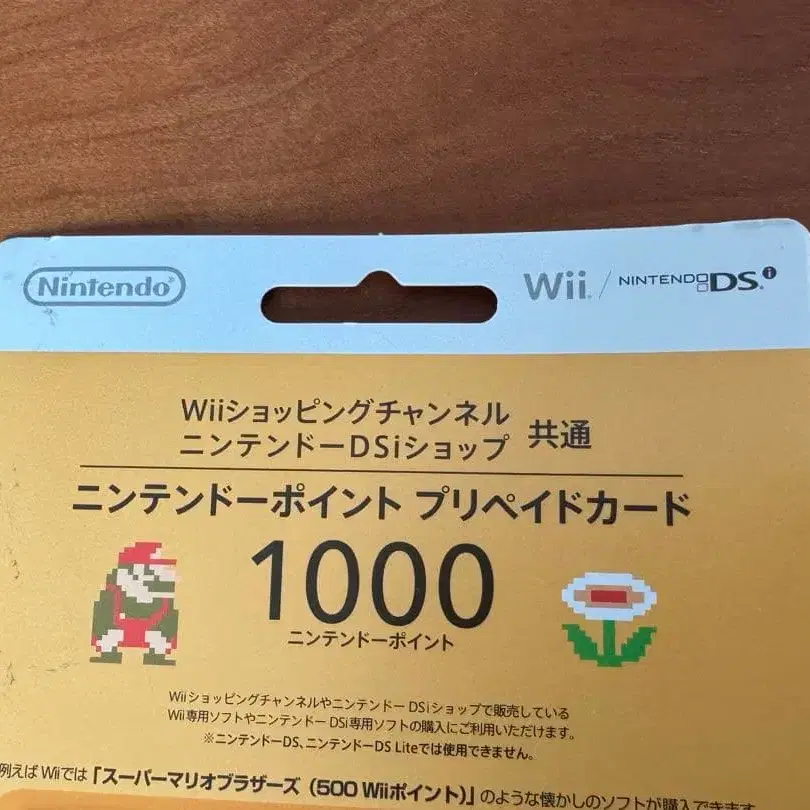 Nintendo
Wii / NINTENDO DSi
Wiiショッピングチャンネル
ニンテンドーDSiショップ 共通
ニンテンドーポイント プリペイドカード
1000
ニンテンドーポイント
Wiiショッピングチャンネルやニンテンドー DSiショップで販売している
Wii専用ソフトやニンテンドー DSi専用ソフトの購入にご利用いただけます。
※ニンテンドーDS、ニンテンドーDS Liteでは使用できません。
例えば Wiiでは「スーパーマリオブラザーズ (500 Wiiポイント)」のような懐かしのソフトが購入できます